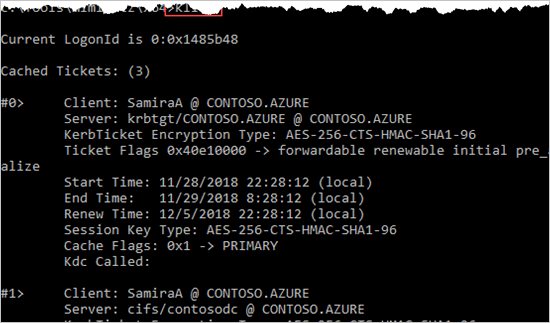 Current LogonId is 0:0x1485b48
Cached Tickets: (3)
#0> Client: SamiraA @ CONTOSO.AZURE
Server: krbtgt/CONTOSO.AZURE @ CONTOSO.AZURE
KerbTicket Encryption Type: AES-256-CTS-HMAC-SHA1-96
Ticket Flags 0x40e10000 -> forwardable renewable initial pre_
alize
Start Time: 11/28/2018 22:28:12 (local)
End Time: 11/29/2018 8:28:12 (local)
Renew Time: 12/5/2018 22:28:12 (local)
Session Key Type: AES-256-CTS-HMAC-SHA1-96
Cache Flags: 0x1 -> PRIMARY
Kdc Called:
#1> Client: SamiraA @ CONTOSO.AZURE
Server: cifs/contosodc @ CONTOSO.AZURE